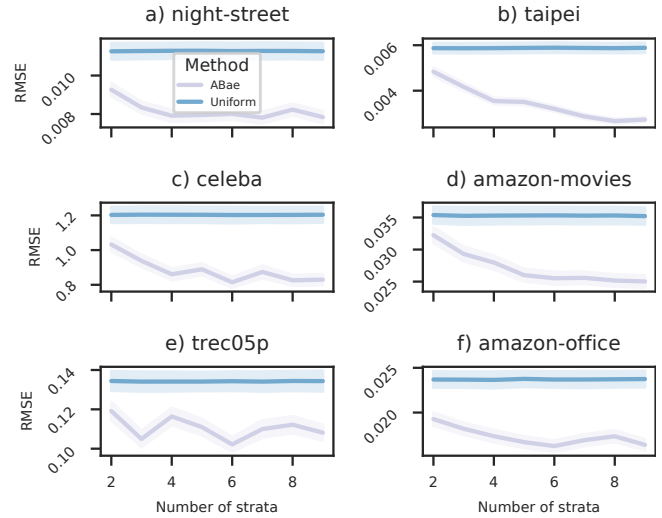 a) night-street
b) taipei
RMSE
0.010
0.008
Method
ABae
Uniform
0.006
0.004
c) celeba
d) amazon-movies
RMSE
1.2
1.0
0.8
0.035
0.030
0.025
e) trec05p
f) amazon-office
RMSE
0.14
0.12
0.10
0.025
0.020
2 4 6 8
2 4 6 8
Number of strata
Number of strata